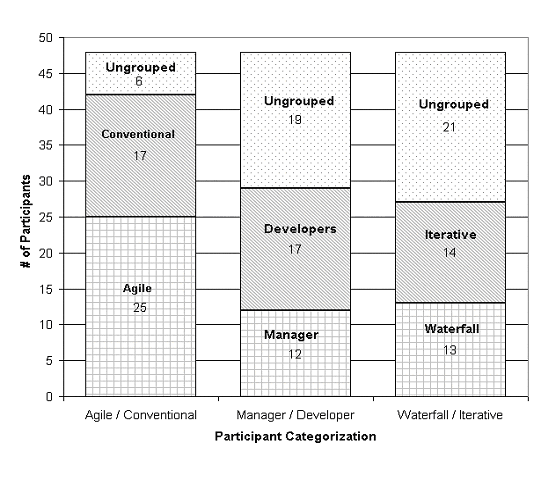 50
45
40
35
30
25
20
15
10
5
0
# of Participants
Ungrouped
6
Conventional
17
Agile
25
Ungrouped
19
Developers
17
Manager
12
Ungrouped
21
Iterative
14
Waterfall
13
Agile / Conventional
Manager / Developer
Waterfall / Iterative
Participant Categorization